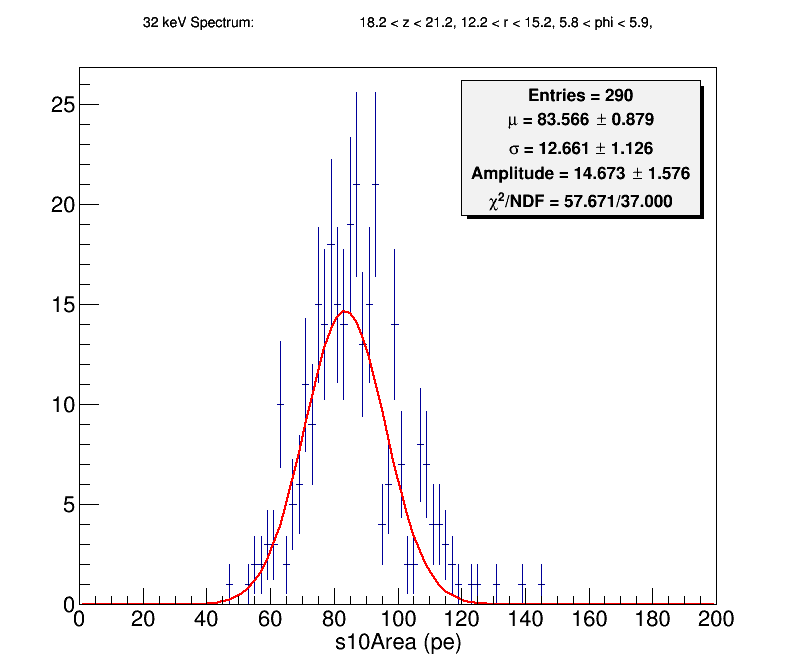 32 keV Spectrum: 18.2 < z < 21.2, 12.2 < r < 15.2, 5.8 < phi < 5.9,
Entries = 290
μ = 83.566 ± 0.879
σ = 12.661 ± 1.126
Amplitude = 14.673 ± 1.576
χ²/NDF = 57.671/37.000
25
20
15
10
5
0
0 20 40 60 80 100 120 140 160 180 200
s10Area (pe)